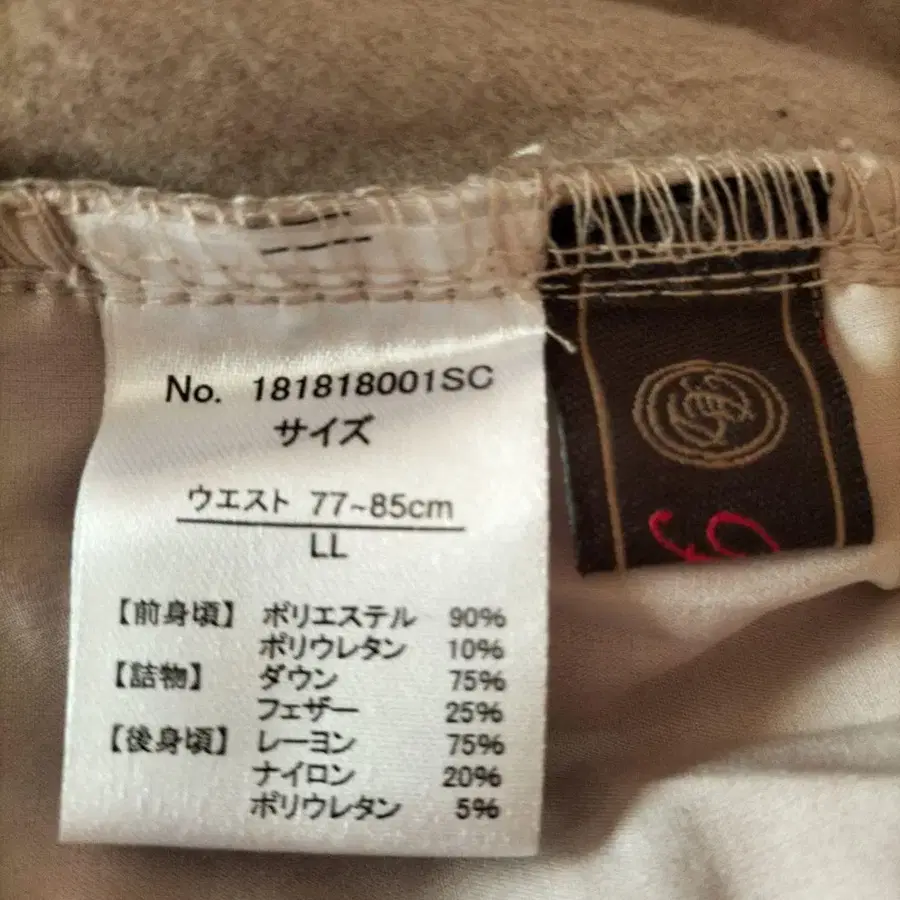 No. 181818001SC
サイズ
ウエスト 77~85cm
LL
【前身頃】 ポリエステル 90%
ポリウレタン 10%
【詰物】 ダウン 75%
フェザー 25%
【後身頃】 レーヨン 75%
ナイロン 20%
ポリウレタン 5%